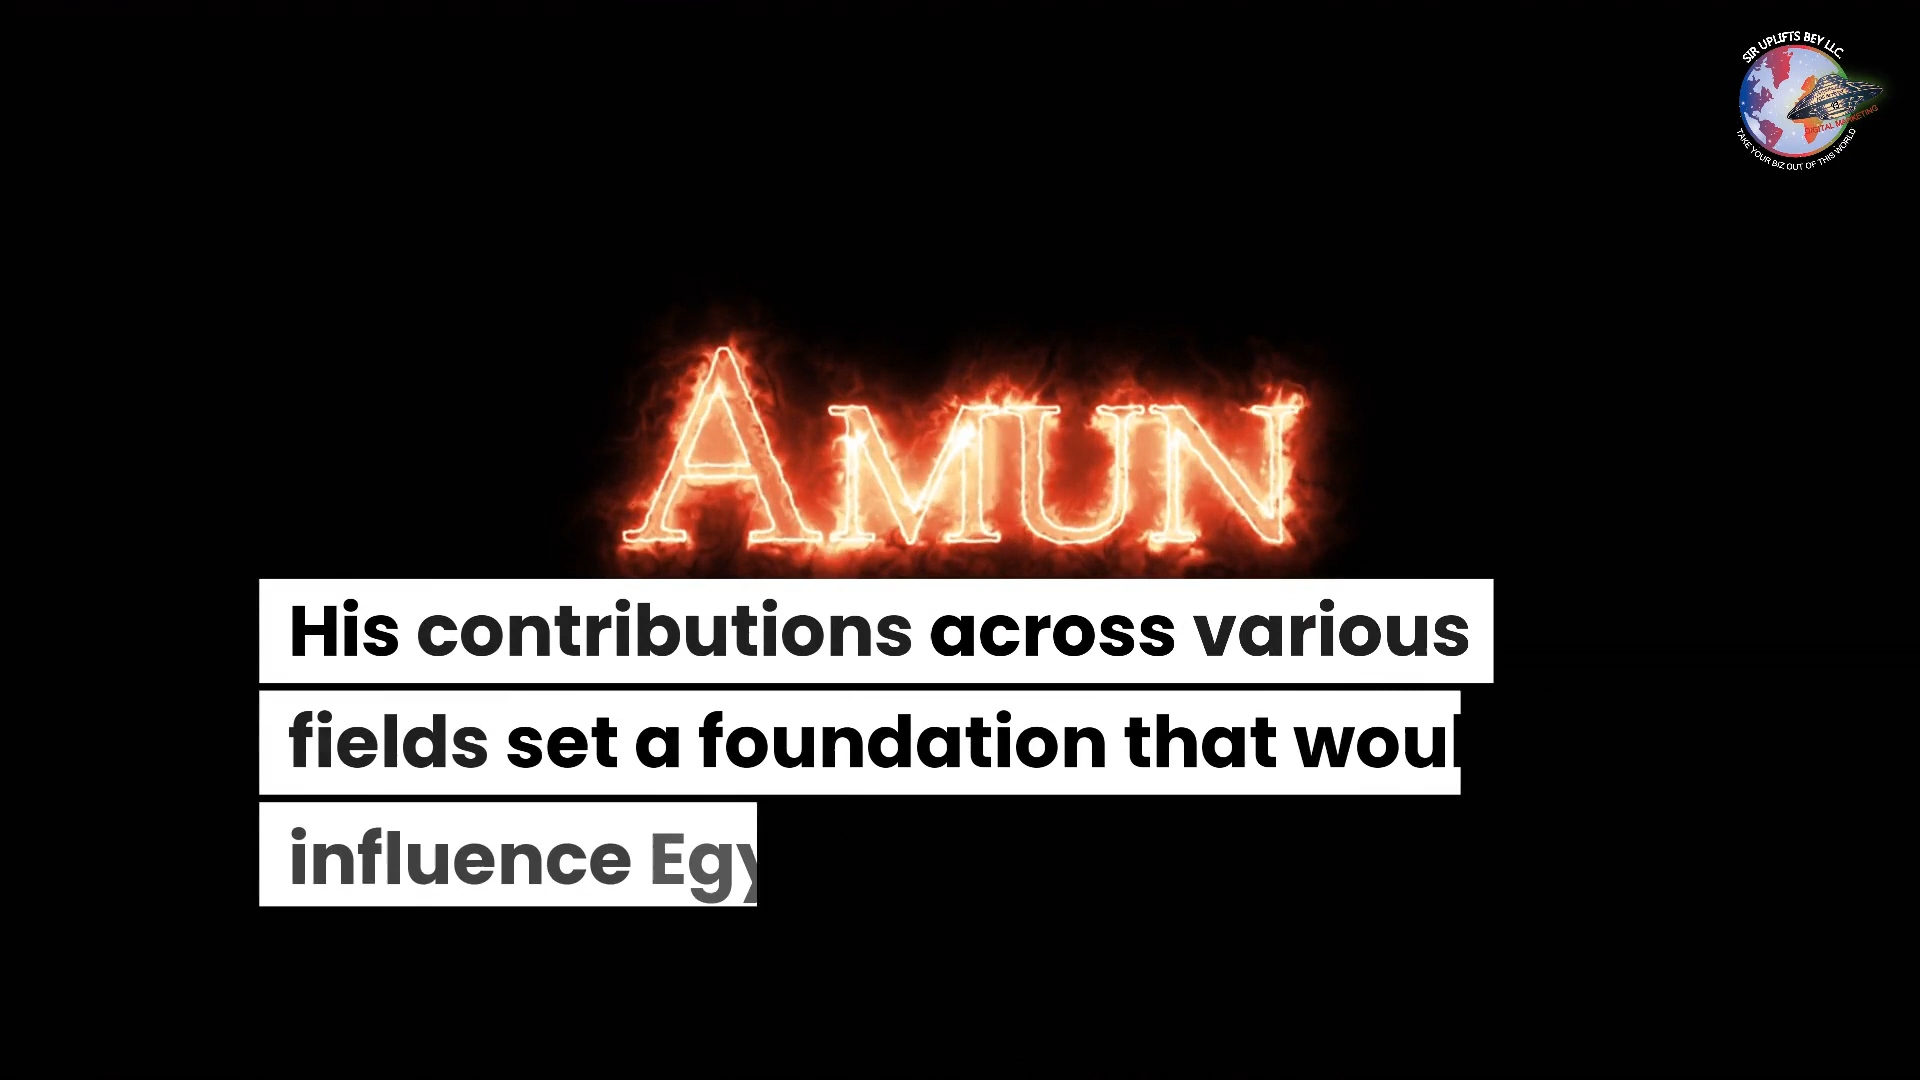 SIR UPLIFTS BEY LLC.
DIGITAL MARKETING
TAKE YOUR BIZ OUT OF THIS WORLD
AMUN
His contributions across various
fields set a foundation that woul
influence Egy